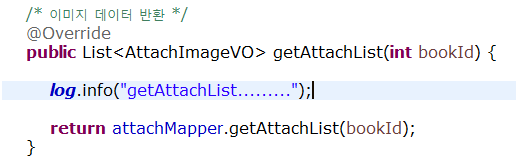 /* 이미지 데이터 반환 */
@Override
public List<AttachImageVO> getAttachList(int bookId) {
log.info("getAttachList.........");
return attachMapper.getAttachList(bookId);
}